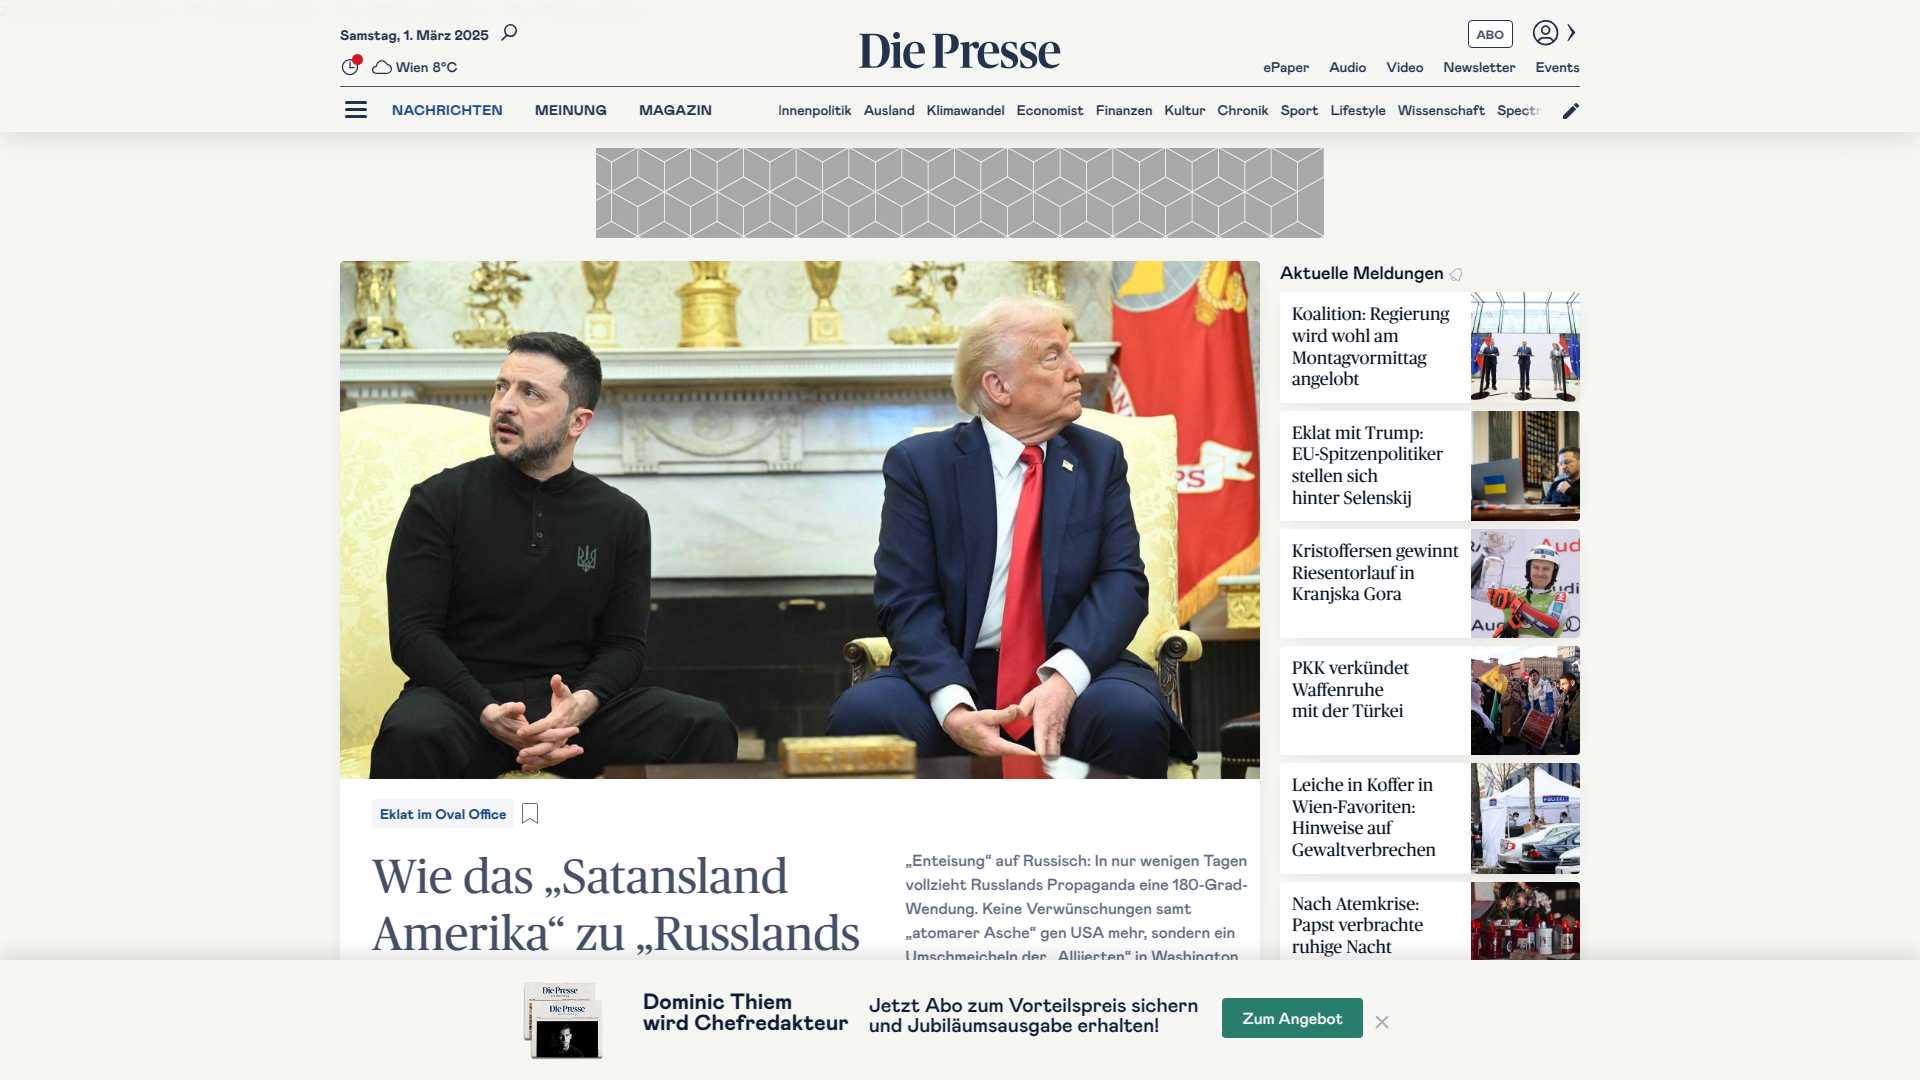 Samstag, 1. März 2025
Die Presse
ABO
Wien 8°C
ePaper Audio Video Newsletter Events
NACHRICHTEN MEINUNG MAGAZIN
Innenpolitik Ausland Klimawandel Economist Finanzen Kultur Chronik Sport Lifestyle Wissenschaft Spectr
Aktuelle Meldungen
Koalition: Regierung
wird wohl am
Montagvormittag
angelobt
Eklat mit Trump:
EU-Spitzenpolitiker
stellen sich
hinter Selenskij
Kristoffersen gewinnt
Riesentorlauf in
Kranjska Gora
PKK verkündet
Waffenruhe
mit der Türkei
Leiche in Koffer in
Wien-Favoriten:
Hinweise auf
Gewaltverbrechen
Nach Atemkrise:
Papst verbrachte
ruhige Nacht
Eklat im Oval Office
Wie das „Satansland
Amerika“ zu „Russlands
„Enteisung“ auf Russisch: In nur wenigen Tagen
vollzieht Russlands Propaganda eine 180-Grad-
Wendung. Keine Verwünschungen samt
„atomarer Asche“ gen USA mehr, sondern ein
Umschmeicheln der „Alliierten“ in Washington
Die Presse
Die Presse
Dominic Thiem
wird Chefredakteur
Jetzt Abo zum Vorteilspreis sichern
und Jubiläumsausgabe erhalten!
Zum Angebot